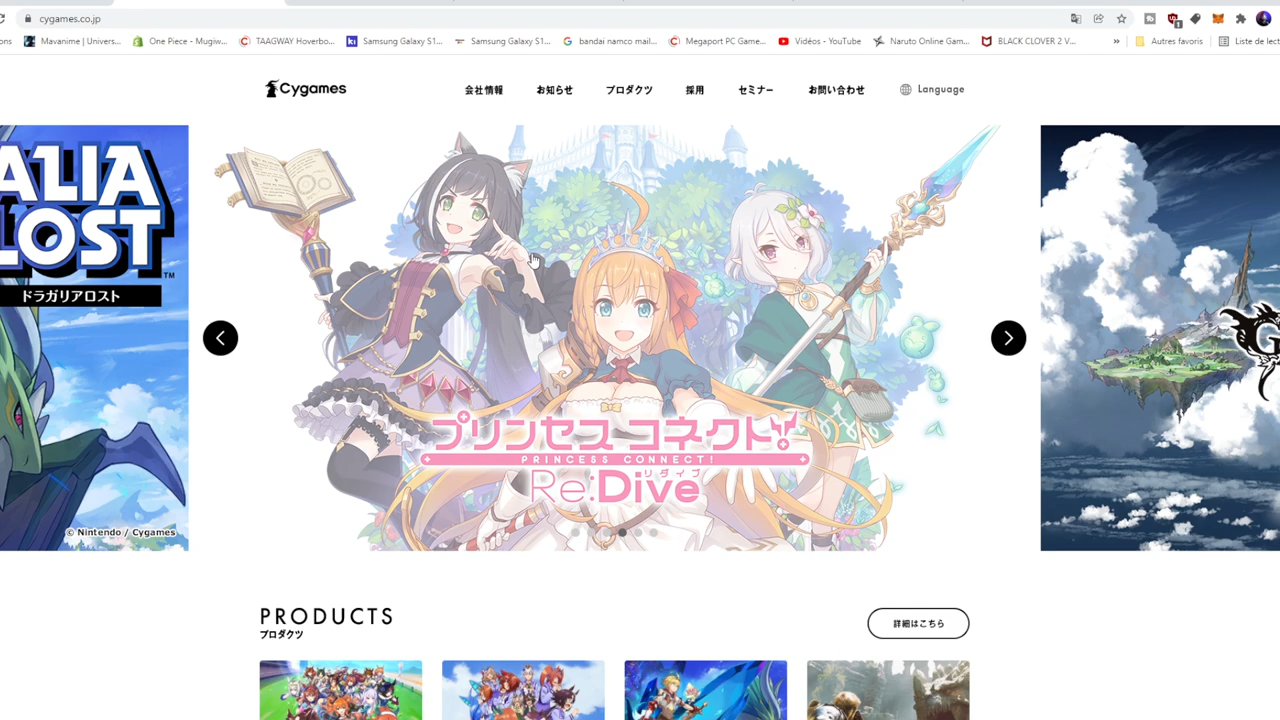 cygames.co.jp
ons
Mavanime | Univers...
One Piece - Mugiw...
TAAGWAY Hoverbo...
Samsung Galaxy S1...
Samsung Galaxy S1...
bandai namco mail...
Megaport PC Game...
Vidéos - YouTube
Naruto Online Gam...
BLACK CLOVER 2 V...
»
Autres favoris
Liste de lect
Cygames
会社情報
お知らせ
プロダクツ
採用
セミナー
お問い合わせ
Language
ALIA
LOST
TM
ドラガリアロスト
© Nintendo / Cygames
プリンセスコネクト!
PRINCESS CONNECT!
リダイブ
Re:Dive
G
PRODUCTS
プロダクツ
詳細はこちら